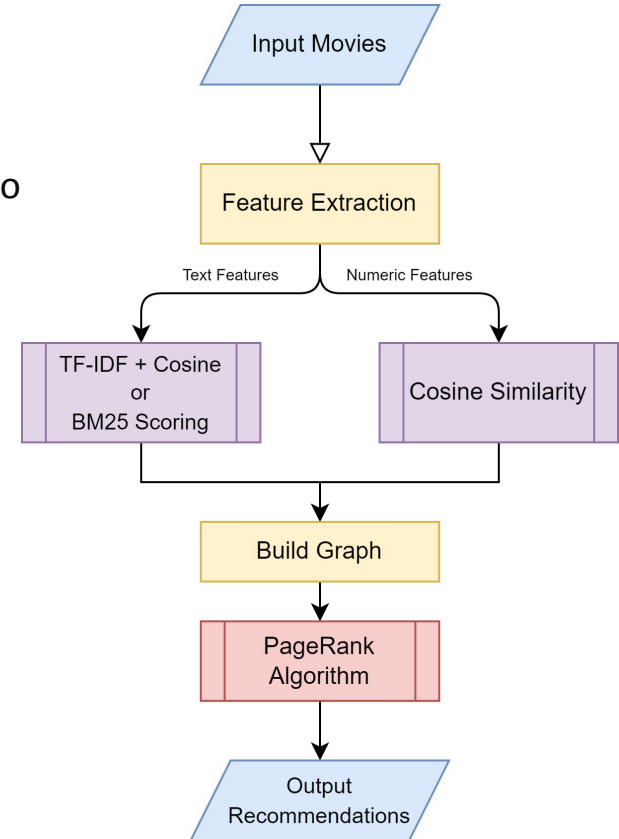 Input Movies
o
Feature Extraction
Text Features
Numeric Features
TF-IDF + Cosine
or
BM25 Scoring
Cosine Similarity
Build Graph
PageRank
Algorithm
Output
Recommendations